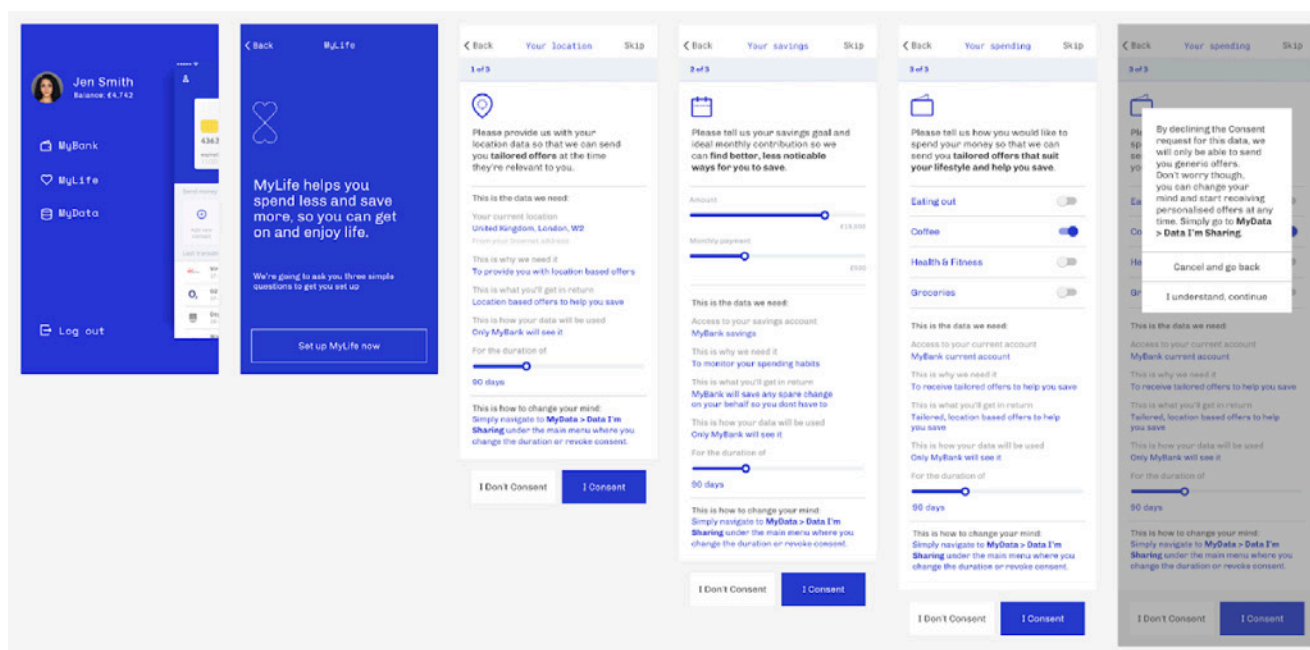 Jen Smith
Balance: €4,742
MyBank
MyLife
MyData
Log out
4363
Send money
Add new
contact
Back
MyLife
MyLife helps you
spend less and save
more, so you can get
on and enjoy life.
We're going to ask you three simple
questions to get you set up
Set up MyLife now
Back
Your location
Skip
1 of 3
Please provide us with your
location data so that we can send
you tailored offers at the time
they're relevant to you.
This is the data we need:
Your current location
United Kingdom, London, W2
From your internet address
This is why we need it
To provide you with location based offers
This is what you'll get in return
Location based offers to help you save
This is how your data will be used
Only MyBank will see it
For the duration of
90 days
This is how to change your mind:
Simply navigate to MyData > Data I'm
Sharing under the main menu where you
change the duration or revoke consent.
I Don't Consent
I Consent
Back
Your savings
Skip
2 of 3
Please tell us your savings goal and
ideal monthly contribution so we
can find better, less noticable
ways for you to save.
Amount
€15,000
Monthly payment
€500
This is the data we need:
Access to your savings account
MyBank savings
This is why we need it
To monitor your spending habits
This is what you'll get in return
MyBank will save any spare change
on your behalf so you dont have to
This is how your data will be used
Only MyBank will see it
For the duration of
90 days
This is how to change your mind:
Simply navigate to MyData > Data I'm
Sharing under the main menu where you
change the duration or revoke consent.
I Don't Consent
I Consent
Back
Your spending
Skip
3 of 3
Please tell us how you would like to
spend your money so that we can
send you tailored offers that suit
your lifestyle and help you save.
Eating out
Coffee
Health & Fitness
Groceries
This is the data we need:
Access to your current account
MyBank current account
This is why we need it
To receive tailored offers to help you save
This is what you'll get in return
Tailored, location based offers to help
you save
This is how your data will be used
Only MyBank will see it
For the duration of
90 days
This is how to change your mind:
Simply navigate to MyData > Data I'm
Sharing under the main menu where you
change the duration or revoke consent.
I Don't Consent
I Consent
Back
Your spending
Skip
3 of 3
By declining the Consent
request for this data, we
will only be able to send
you generic offers.
Don't worry though,
you can change your
mind and start receiving
personalised offers at any
time. Simply go to MyData
> Data I'm Sharing.
Cancel and go back
I understand, continue
This is the data we need:
Access to your current account
MyBank current account
This is why we need it
To receive tailored offers to help you save
This is what you'll get in return
Tailored, location based offers to help
you save
This is how your data will be used
Only MyBank will see it
For the duration of
90 days
This is how to change your mind:
Simply navigate to MyData > Data I'm
Sharing under the main menu where you
change the duration or revoke consent.
I Don't Consent
I Consent